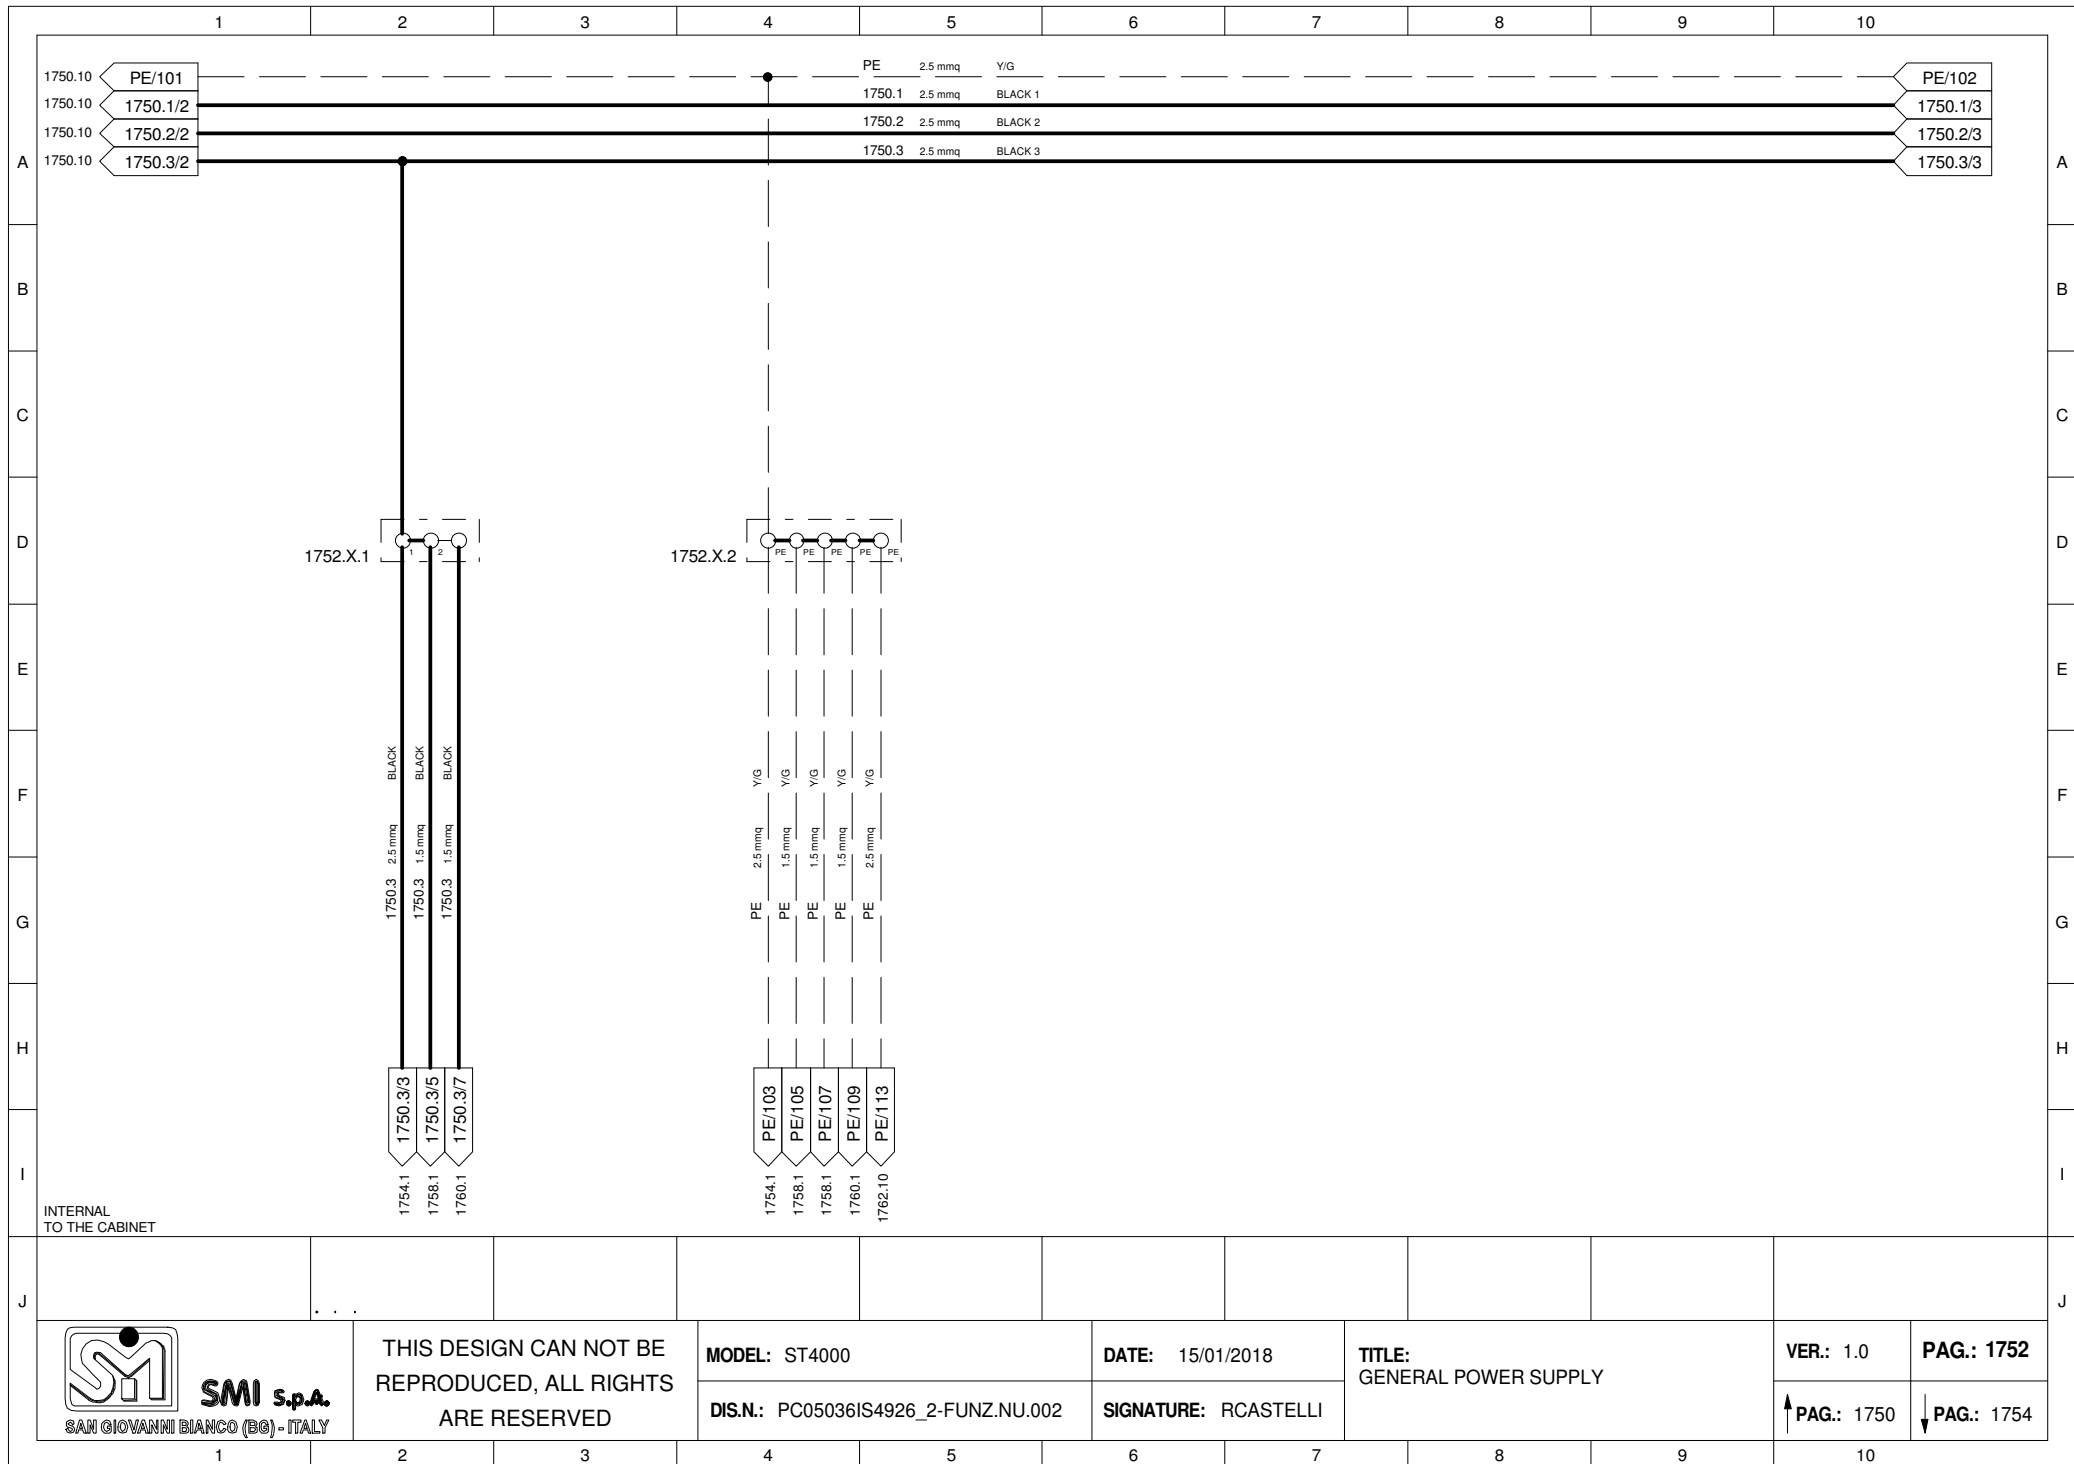 1 2 3 4 5 6 7 8 9 10
1750.10 PE/101 PE 2.5 mmq Y/G PE/102
1750.10 1750.1/2 1750.1 2.5 mmq BLACK 1 1750.1/3
1750.10 1750.2/2 1750.2 2.5 mmq BLACK 2 1750.2/3
1750.10 1750.3/2 1750.3 2.5 mmq BLACK 3 1750.3/3
A A
B B
C C
D D
1752.X.1 1 2
1752.X.2 PE PE PE PE PE
E E
F F
G G
H H
I I
1750.3 2.5 mmq BLACK
1750.3 1.5 mmq BLACK
1750.3 1.5 mmq BLACK
PE 2.5 mmq Y/G
PE 1.5 mmq Y/G
PE 1.5 mmq Y/G
PE 1.5 mmq Y/G
PE 2.5 mmq Y/G
1754.1 1750.3/3
1758.1 1750.3/5
1760.1 1750.3/7
1754.1 PE/103
1758.1 PE/105
1758.1 PE/107
1760.1 PE/109
1762.10 PE/113
INTERNAL
TO THE CABINET
J J
. . .
SMI
SMI S.p.A.
SAN GIOVANNI BIANCO (BG) - ITALY
THIS DESIGN CAN NOT BE
REPRODUCED, ALL RIGHTS
ARE RESERVED
MODEL: ST4000
DIS.N.: PC05036IS4926_2-FUNZ.NU.002
DATE: 15/01/2018
SIGNATURE: RCASTELLI
TITLE:
GENERAL POWER SUPPLY
VER.: 1.0
PAG.: 1752
PAG.: 1750
PAG.: 1754
1 2 3 4 5 6 7 8 9 10